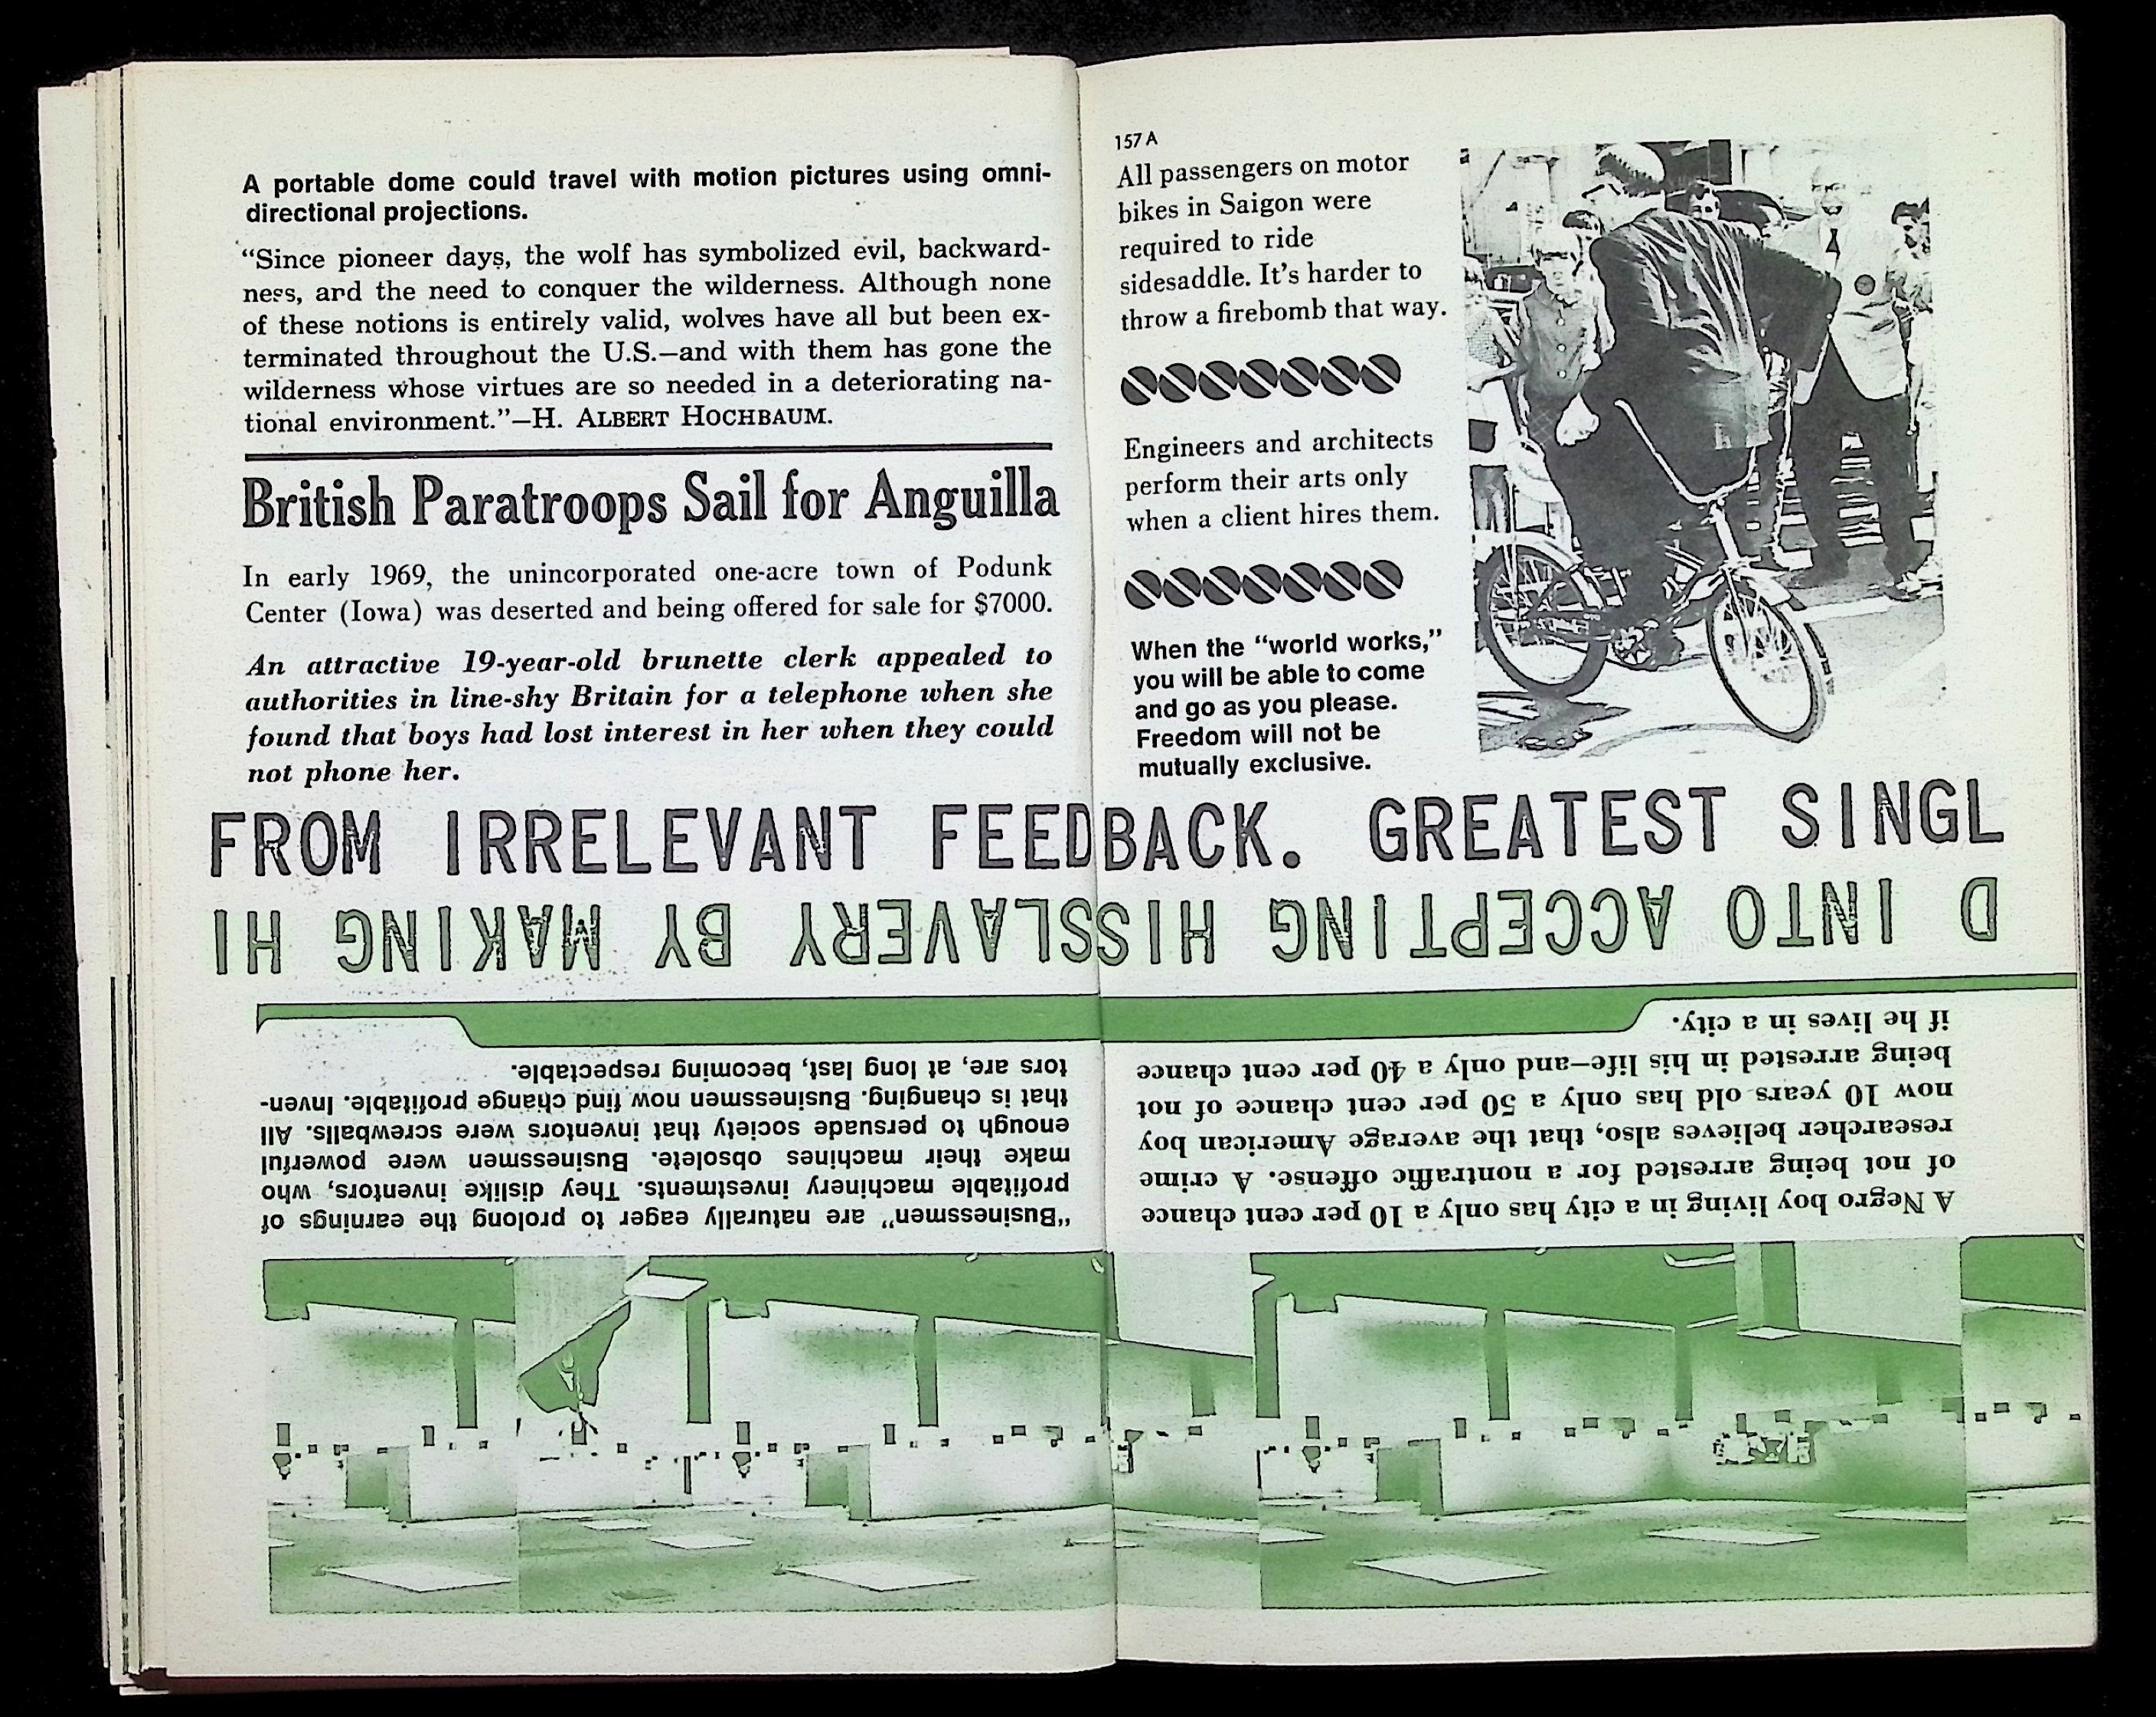 A portable dome could travel with motion pictures using omni-
directional projections.
“Since pioneer days, the wolf has symbolized evil, backward-
ness, and the need to conquer the wilderness. Although none
of these notions is entirely valid, wolves have all but been ex-
terminated throughout the U.S.—and with them has gone the
wilderness whose virtues are so needed in a deteriorating na-
tional environment.”—H. ALBERT HOCHBAUM.
British Paratroops Sail for Anguilla
In early 1969, the unincorporated one-acre town of Podunk
Center (Iowa) was deserted and being offered for sale for $7000.
An attractive 19-year-old brunette clerk appealed to
authorities in line-shy Britain for a telephone when she
found that boys had lost interest in her when they could
not phone her.
157 A
All passengers on motor
bikes in Saigon were
required to ride
sidesaddle. It’s harder to
throw a firebomb that way.
Engineers and architects
perform their arts only
when a client hires them.
When the “world works,”
you will be able to come
and go as you please.
Freedom will not be
mutually exclusive.
FROM IRRELEVANT FEEDBACK. GREATEST SINGL
A Negro boy living in a city has only a 10 per cent chance
of not being arrested for a nontraffic offense. A crime
researcher believes also, that the average American boy
now 10 years old has only a 50 per cent chance of not
being arrested in his life—and only a 40 per cent chance
if he lives in a city.
“Businessmen” are naturally eager to prolong the earnings of
profitable machinery investments. They dislike inventors, who
make their machines obsolete. Businessmen were powerful
enough to persuade society that inventors were screwballs. All
that is changing. Businessmen now find change profitable. Inven-
tors are, at long last, becoming respectable.
D INTO ACCEPTING HIS SLAVERY BY MAKING HI